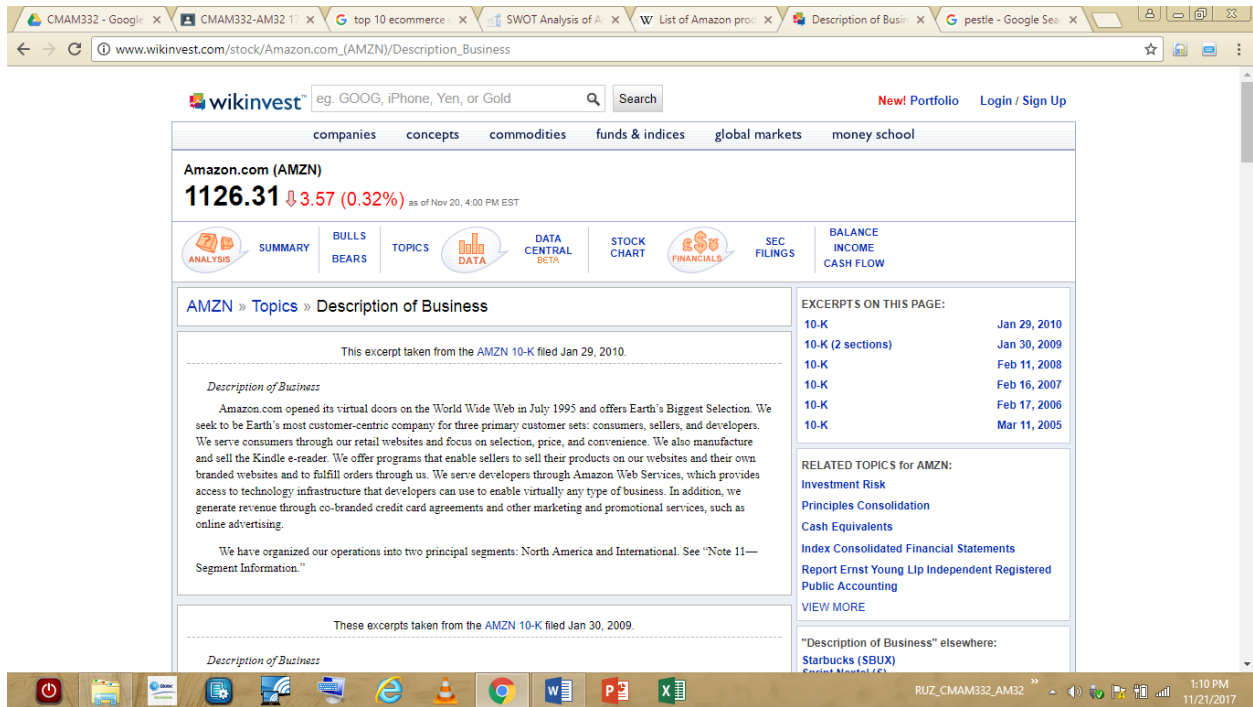 CMAM332 - Google
CMAM332-AM32 17
top 10 ecommerce
SWOT Analysis of A
List of Amazon prod
Description of Busin
pestle - Google Sea
www.wikinvest.com/stock/Amazon.com_(AMZN)/Description_Business
wikinvest™
eg. GOOG, iPhone, Yen, or Gold
Search
New! Portfolio
Login / Sign Up
companies concepts commodities funds & indices global markets money school
Amazon.com (AMZN)
1126.31 3.57 (0.32%) as of Nov 20, 4:00 PM EST
ANALYSIS
SUMMARY
BULLS
BEARS
TOPICS
DATA
DATA
CENTRAL
BETA
STOCK
CHART
FINANCIALS
SEC
FILINGS
BALANCE
INCOME
CASH FLOW
AMZN » Topics » Description of Business
This excerpt taken from the AMZN 10-K filed Jan 29, 2010.
Description of Business
Amazon.com opened its virtual doors on the World Wide Web in July 1995 and offers Earth's Biggest Selection. We
seek to be Earth's most customer-centric company for three primary customer sets: consumers, sellers, and developers.
We serve consumers through our retail websites and focus on selection, price, and convenience. We also manufacture
and sell the Kindle e-reader. We offer programs that enable sellers to sell their products on our websites and their own
branded websites and to fulfill orders through us. We serve developers through Amazon Web Services, which provides
access to technology infrastructure that developers can use to enable virtually any type of business. In addition, we
generate revenue through co-branded credit card agreements and other marketing and promotional services, such as
online advertising.
We have organized our operations into two principal segments: North America and International. See “Note 11—
Segment Information.”
These excerpts taken from the AMZN 10-K filed Jan 30, 2009.
Description of Business
EXCERPTS ON THIS PAGE:
10-K Jan 29, 2010
10-K (2 sections) Jan 30, 2009
10-K Feb 11, 2008
10-K Feb 16, 2007
10-K Feb 17, 2006
10-K Mar 11, 2005
RELATED TOPICS for AMZN:
Investment Risk
Principles Consolidation
Cash Equivalents
Index Consolidated Financial Statements
Report Ernst Young Llp Independent Registered
Public Accounting
VIEW MORE
"Description of Business" elsewhere:
Starbucks (SBUX)
Sprint Nextel (S)
RUZ_CMAM332_AM32
1:10 PM
11/21/2017